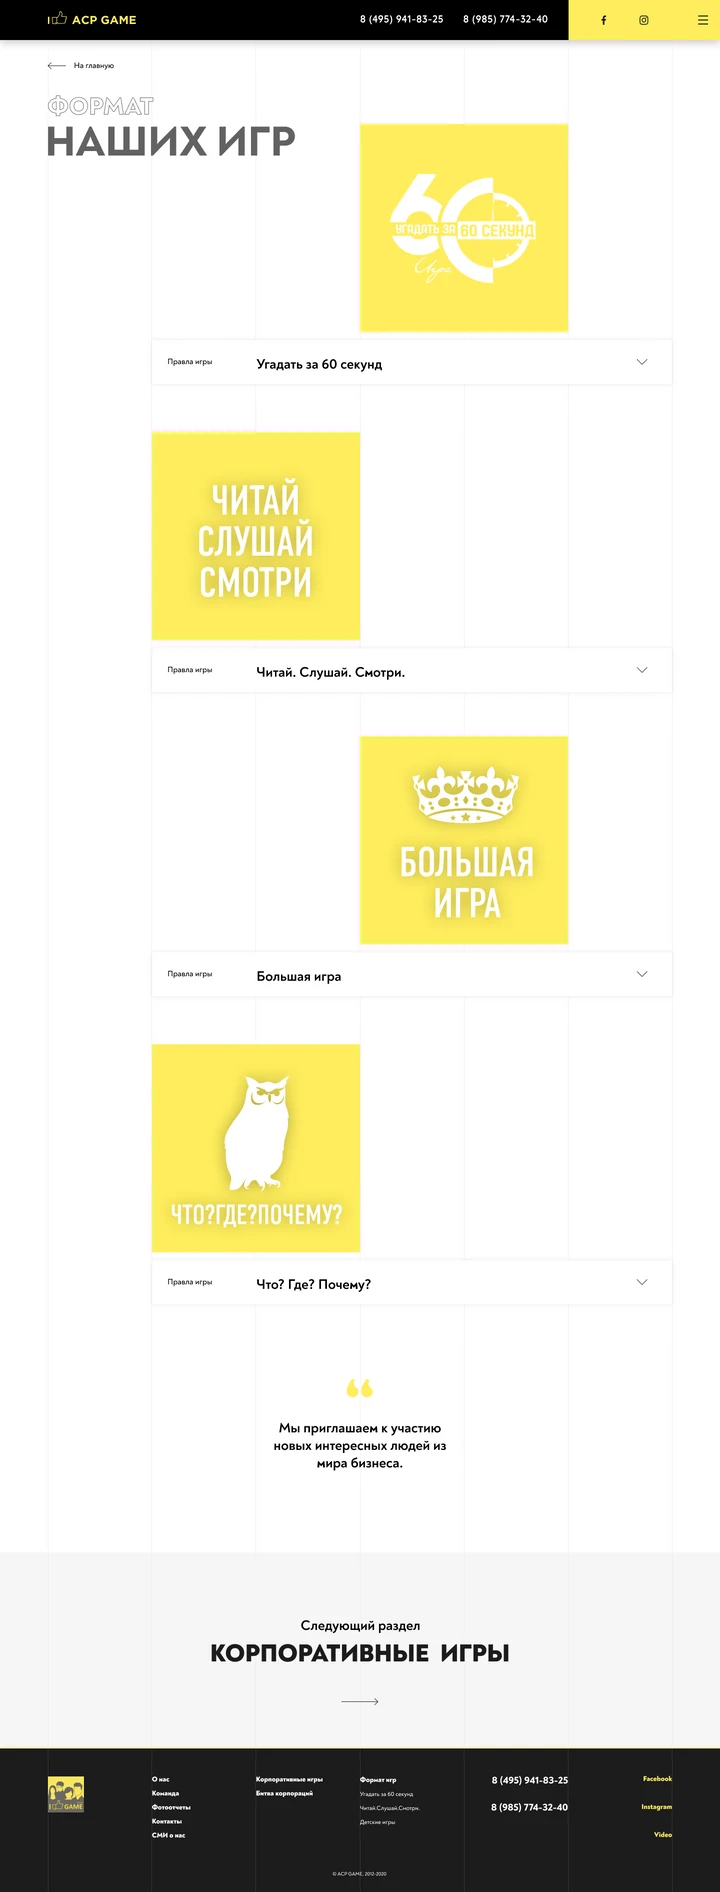 ACP GAME
8 (495) 941-83-25
8 (985) 774-32-40
На главную
ФОРМАТ
НАШИХ ИГР
60
УГАДАТЬ ЗА 60 СЕКУНД
Игра
Правла игры
Угадать за 60 секунд
ЧИТАЙ
СЛУШАЙ
СМОТРИ
Правла игры
Читай. Слушай. Смотри.
БОЛЬШАЯ
ИГРА
Правла игры
Большая игра
ЧТО?ГДЕ?ПОЧЕМУ?
Правла игры
Что? Где? Почему?
“
Мы приглашаем к участию
новых интересных людей из
мира бизнеса.
Следующий раздел
КОРПОРАТИВНЫЕ ИГРЫ
I GAME
О нас
Команда
Фотоотчеты
Контакты
СМИ о нас
Корпоративные игры
Битва корпораций
Формат игр
Угадать за 60 секунд
Читай.Слушай.Смотри.
Детские игры
8 (495) 941-83-25
8 (985) 774-32-40
Facebook
Instagram
Video
© ACP GAME, 2012-2020